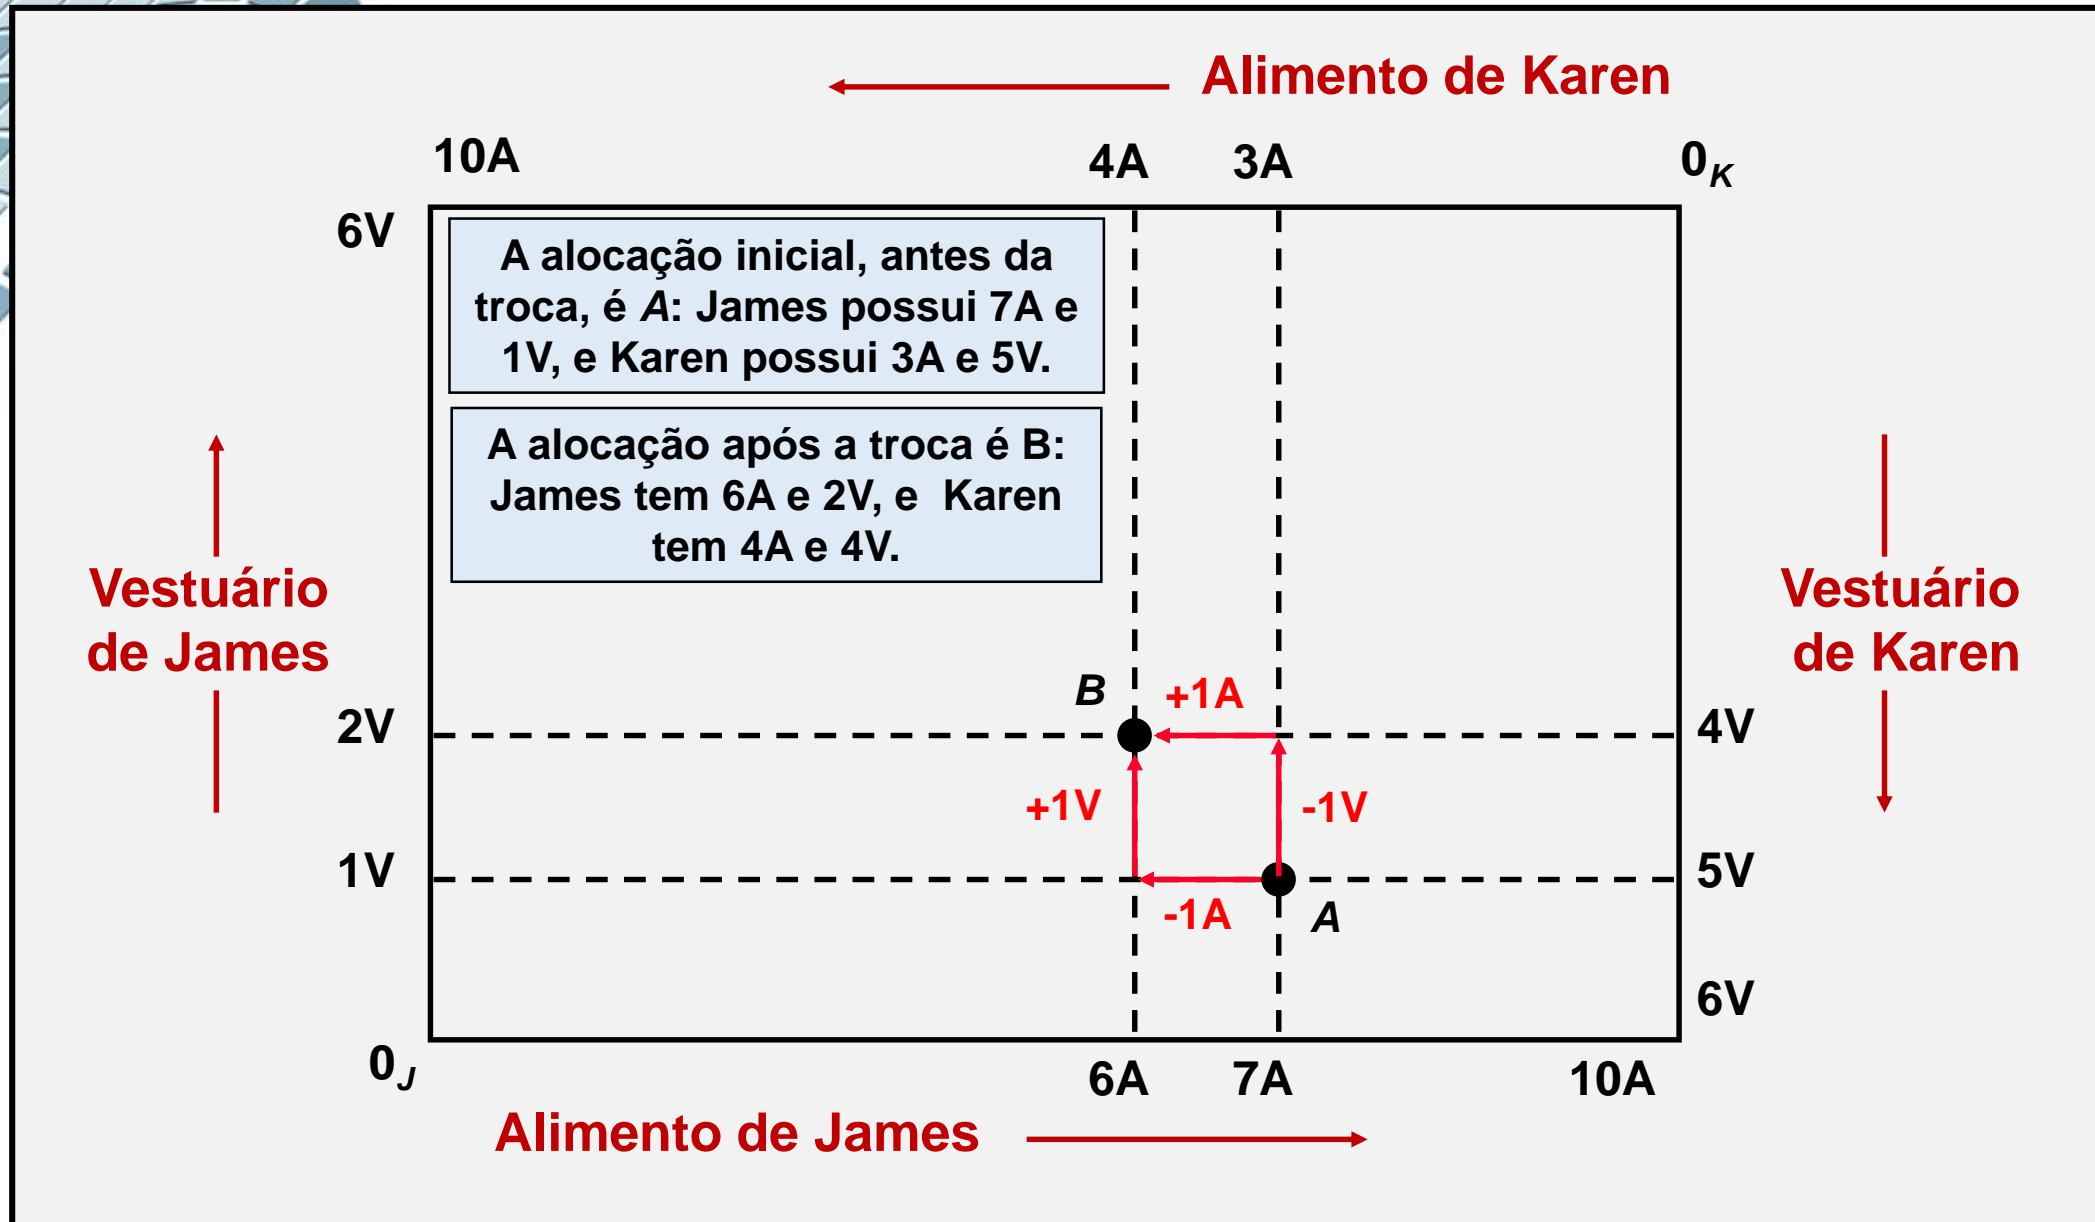 Alimento de Karen
10A 4A 3A 0K
6V
A alocação inicial, antes da
troca, é A: James possui 7A e
1V, e Karen possui 3A e 5V.
A alocação após a troca é B:
James tem 6A e 2V, e Karen
tem 4A e 4V.
Vestuário
de James
Vestuário
de Karen
B +1A
2V 4V
+1V -1V
1V 5V
-1A A
6V
0J 6A 7A 10A
Alimento de James